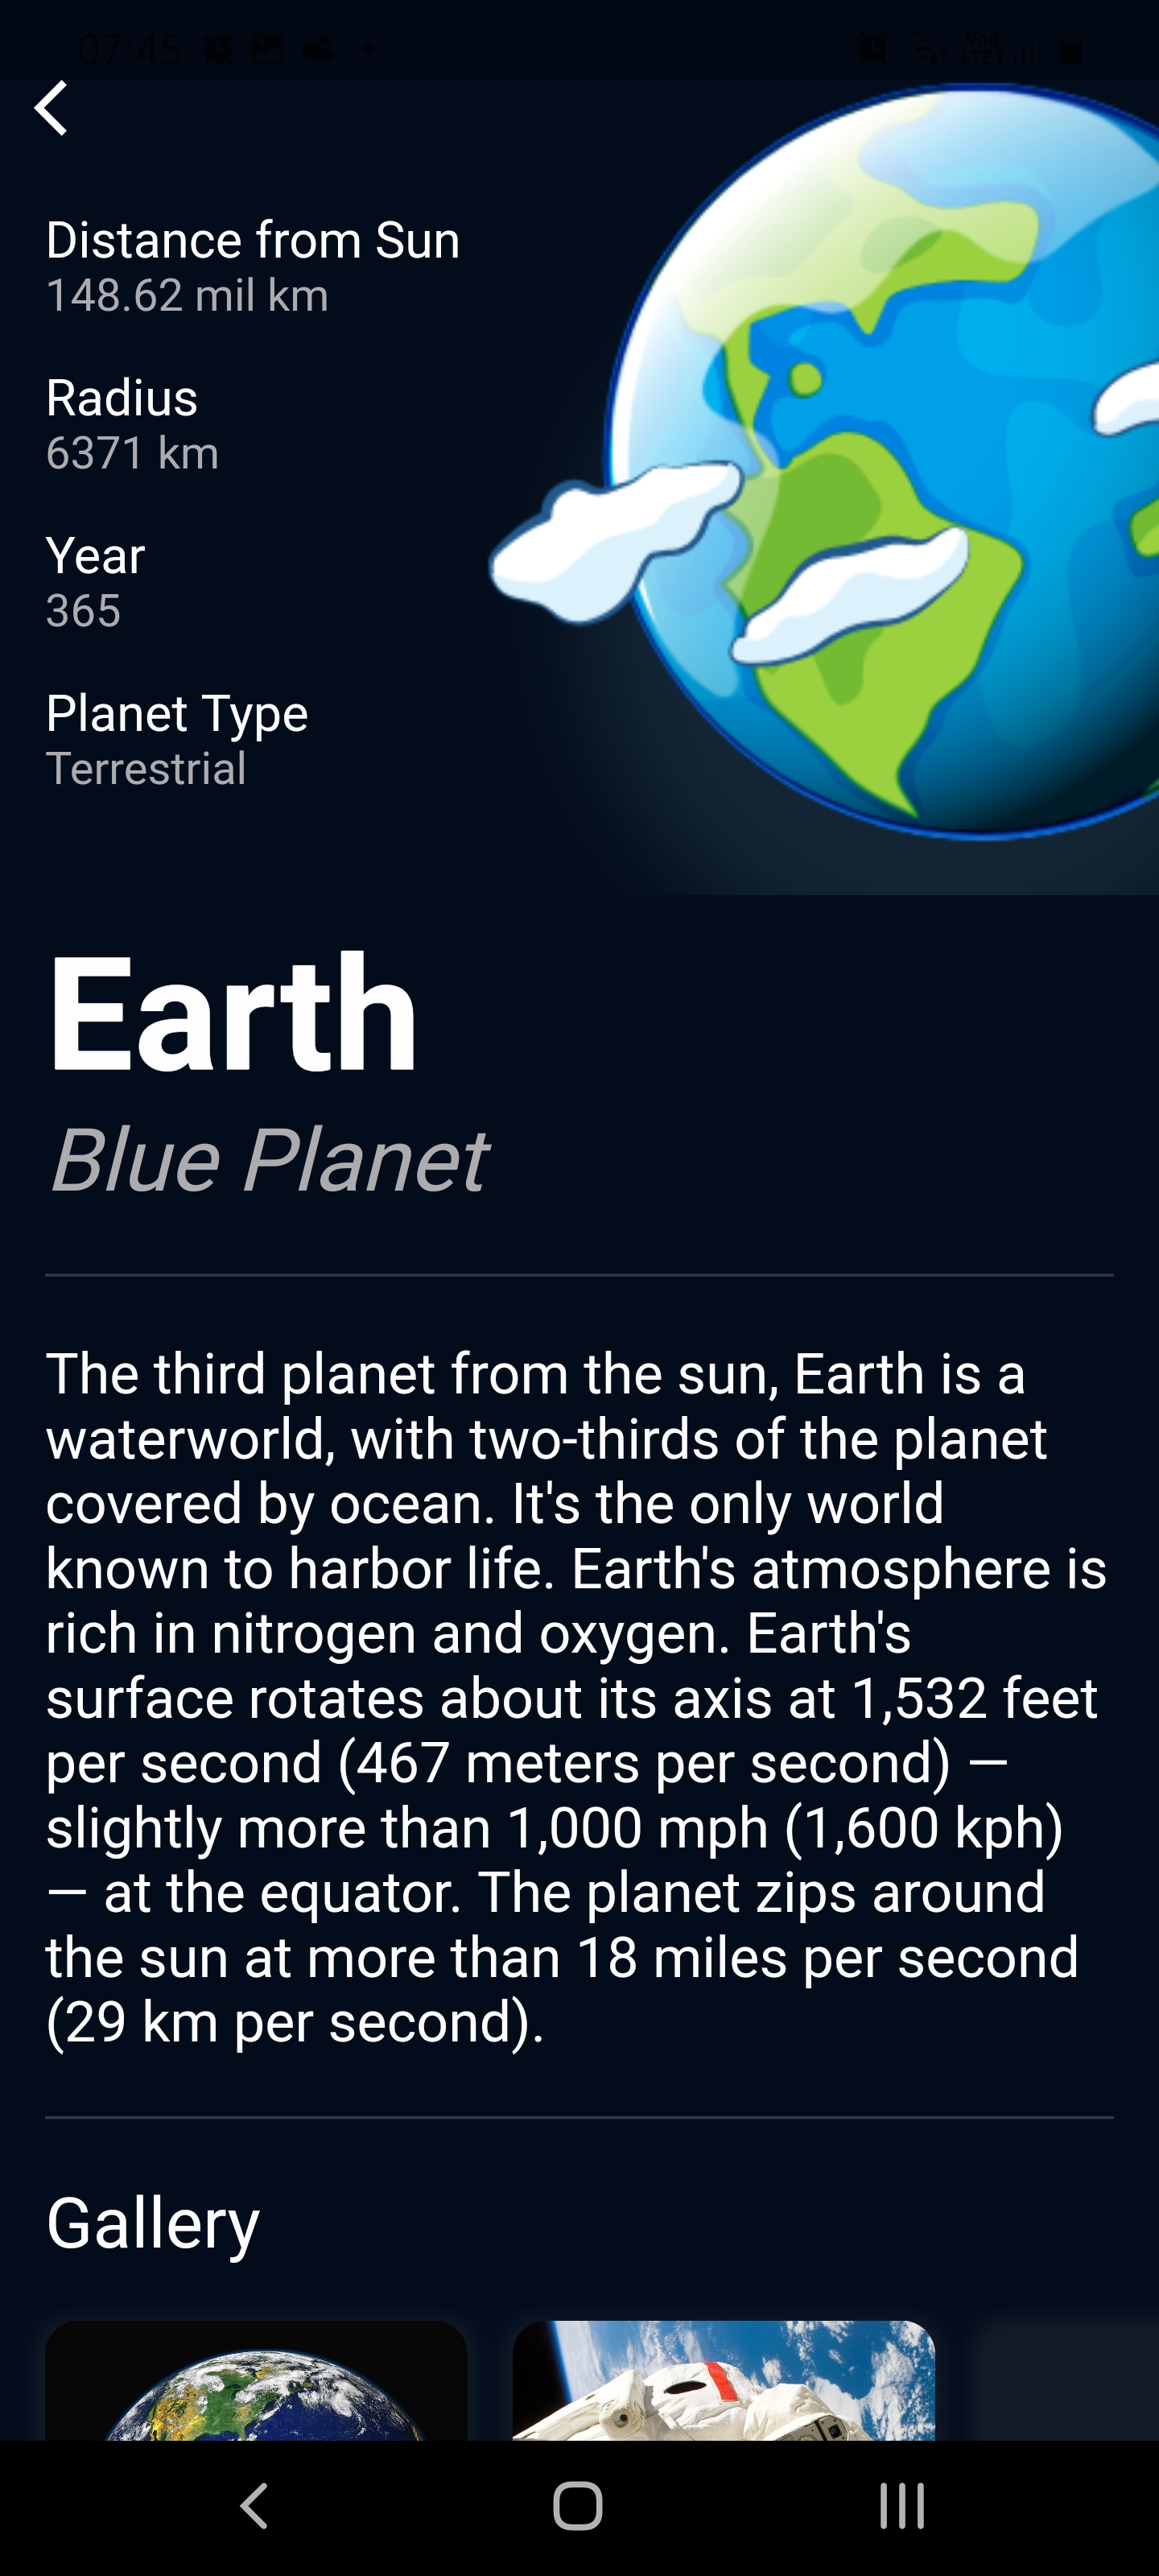 07:45
Vo))
LTE1
Distance from Sun
148.62 mil km
Radius
6371 km
Year
365
Planet Type
Terrestrial
Earth
Blue Planet
The third planet from the sun, Earth is a
waterworld, with two-thirds of the planet
covered by ocean. It's the only world
known to harbor life. Earth's atmosphere is
rich in nitrogen and oxygen. Earth's
surface rotates about its axis at 1,532 feet
per second (467 meters per second) —
slightly more than 1,000 mph (1,600 kph)
— at the equator. The planet zips around
the sun at more than 18 miles per second
(29 km per second).
Gallery